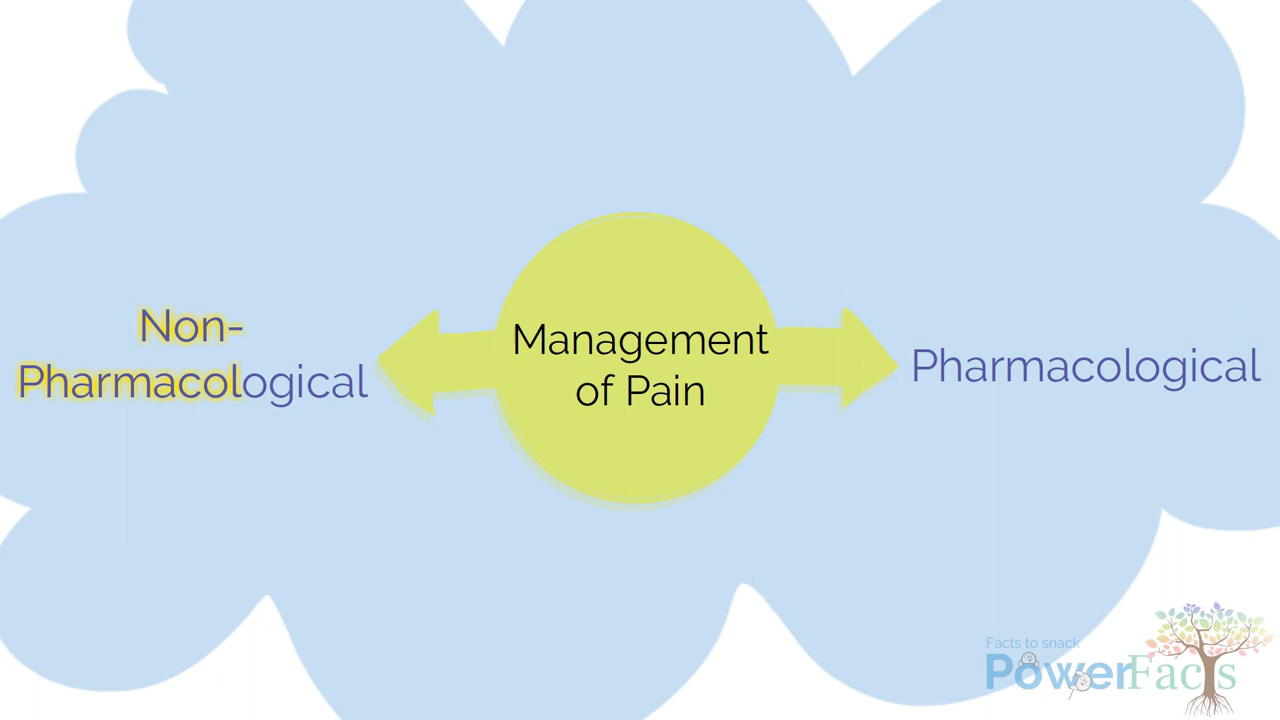 Non-
Pharmacological
Management
of Pain
Pharmacological
Facts to snack
PowerFacts